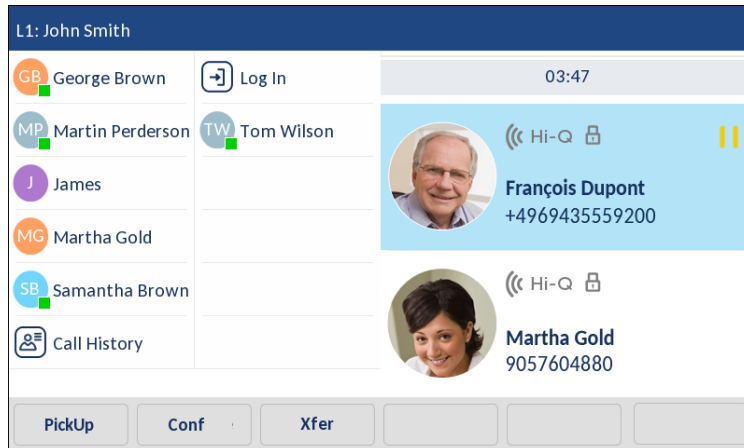 L1: John Smith
GB George Brown
Log In
03:47
MP Martin Perderson
TW Tom Wilson
Hi-Q
François Dupont
+4969435559200
J James
MG Martha Gold
SB Samantha Brown
Hi-Q
Call History
Martha Gold
9057604880
PickUp
Conf
Xfer